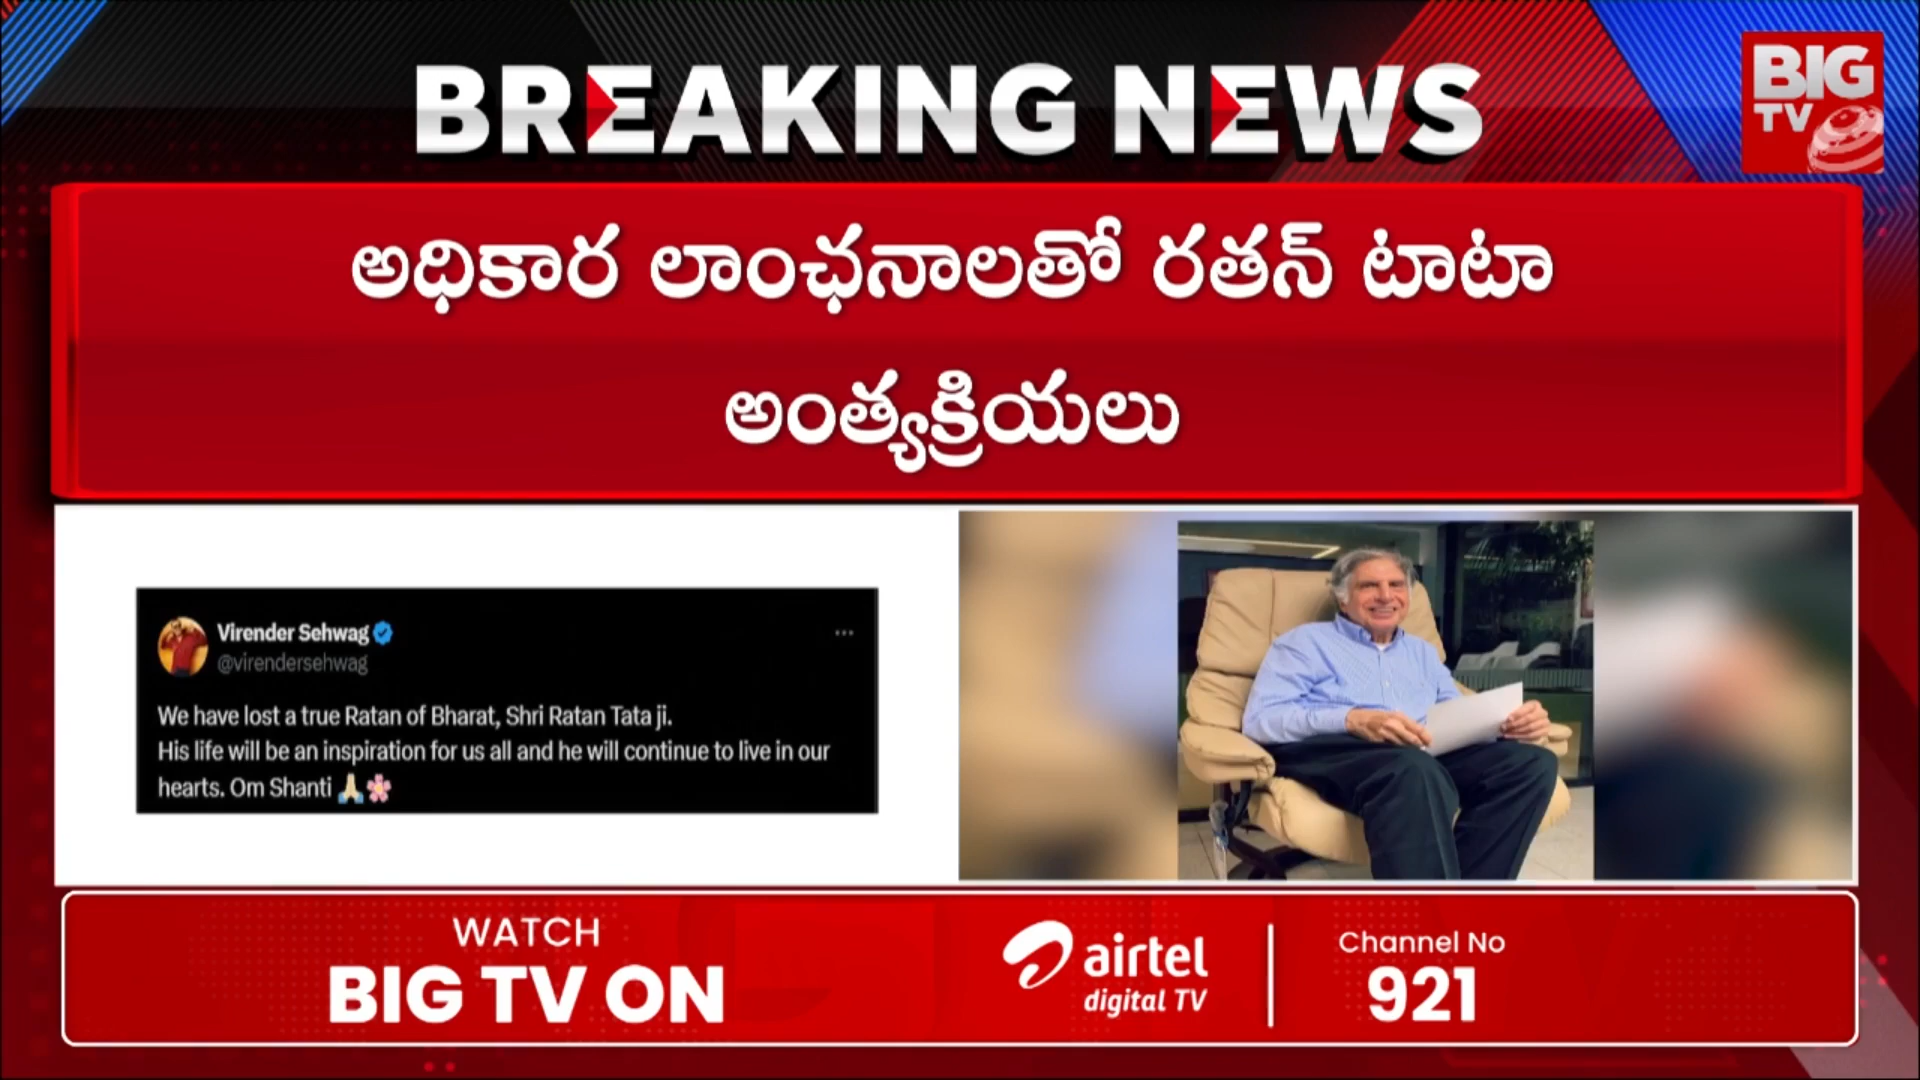 BREAKING NEWS
BIG
TV
అధికార లాంఛనాలతో రతన్ టాటా
అంత్యక్రియలు
Virender Sehwag
@virendersehwag
We have lost a true Ratan of Bharat, Shri Ratan Tata ji.
His life will be an inspiration for us all and he will continue to live in our
hearts. Om Shanti 🙏🏻🌸
WATCH
BIG TV ON
airtel
digital TV
Channel No
921